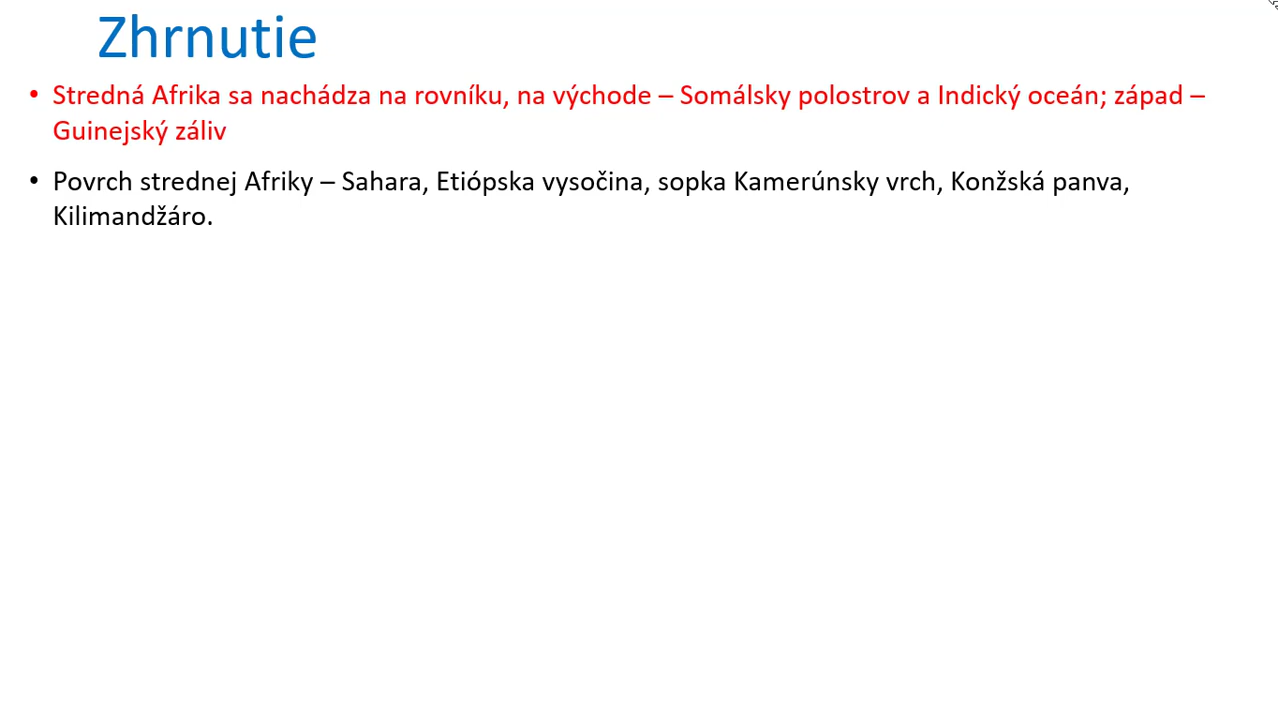 Zhrnutie
• Stredná Afrika sa nachádza na rovníku, na východe – Somálsky polostrov a Indický oceán; západ –
Guinejský záliv
• Povrch strednej Afriky – Sahara, Etiópska vysočina, sopka Kamerúnsky vrch, Konžská panva,
Kilimandžáro.